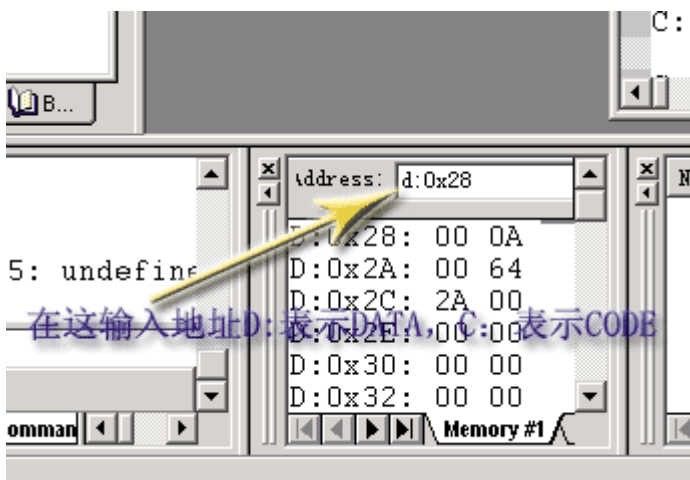 C:
B...
Address: d:0x28
N
D:0x28: 00 0A
5: undefine
D:0x2A: 00 64
D:0x2C: 2A 00
在这输入地址D:表示DATA，C：表示CODE
D:0x2E: 00 00
D:0x30: 00 00
D:0x32: 00 00
omman
Memory #1